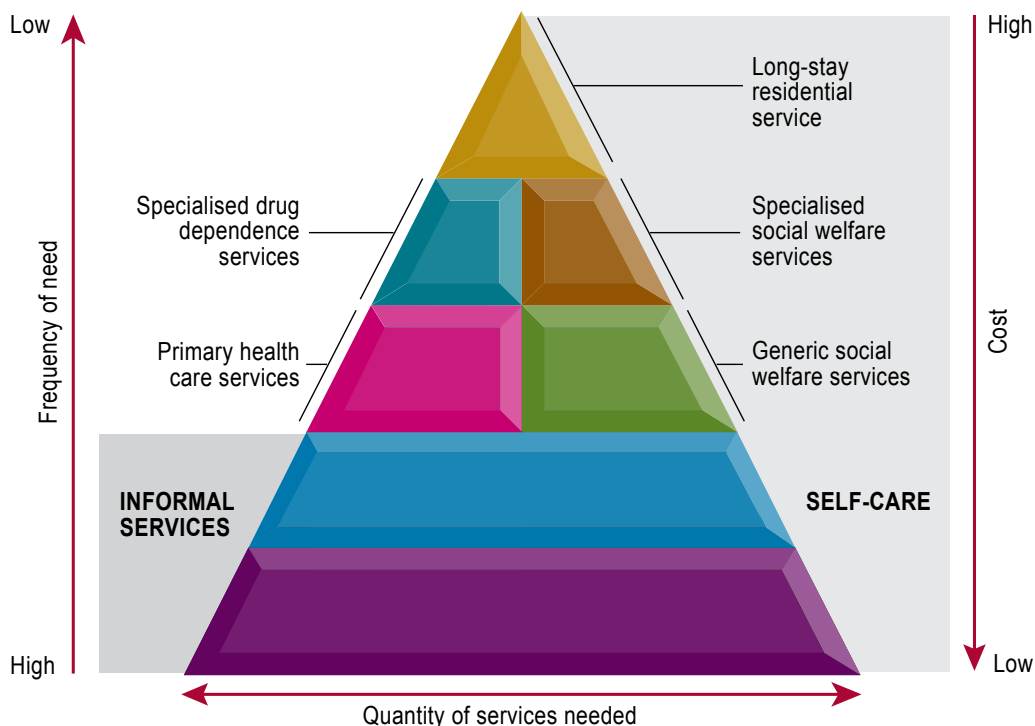 Low
High
Long-stay
residential
service
Specialised drug
dependence
services
Specialised
social welfare
services
Frequency of need
Cost
Primary health
care services
Generic social
welfare services
INFORMAL
SERVICES
SELF-CARE
High
Low
Quantity of services needed